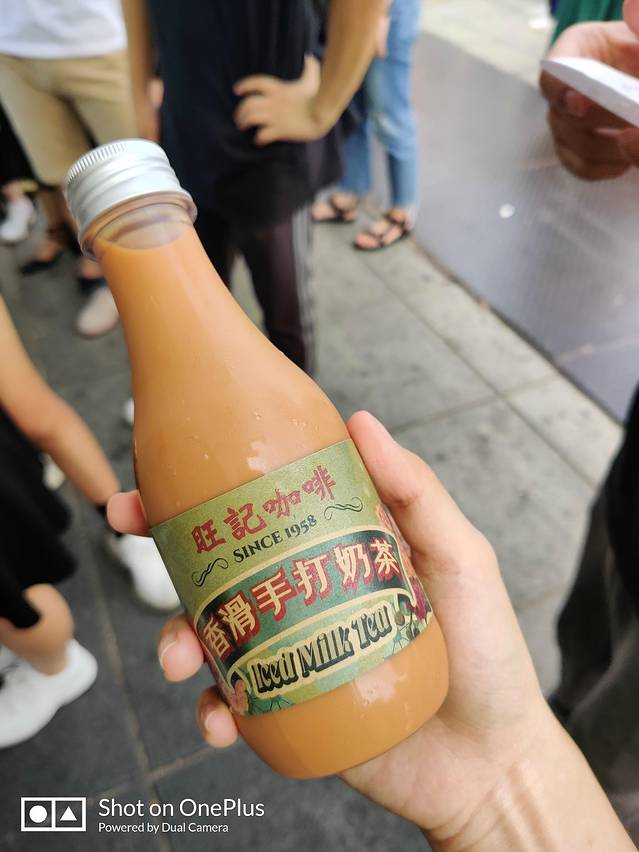 旺記咖啡
SINCE 1958
香滑手打奶茶
Iced Milk Tea
Shot on OnePlus
Powered by Dual Camera